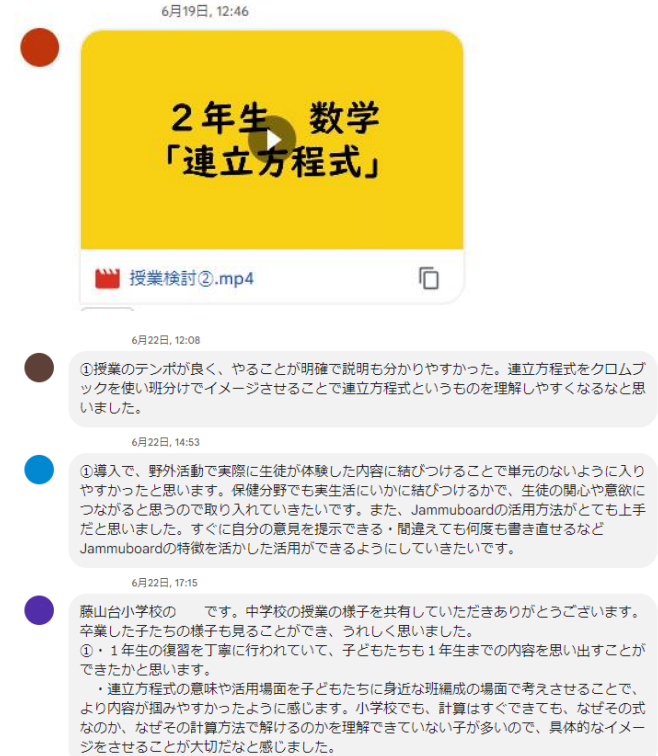 6月19日, 12:46
２年生　数学
「連立方程式」
授業検討②.mp4
6月22日, 12:08
①授業のテンポが良く、やることが明確で説明も分かりやすかった。連立方程式をクロムブ
ックを使い班分けでイメージさせることで連立方程式というものを理解しやすくなるなと思
いました。
6月22日, 14:53
①導入で、野外活動で実際に生徒が体験した内容に結びつけることで単元のないように入り
やすかったと思います。保健分野でも実生活にいかに結びつけるかで、生徒の関心や意欲に
つながると思うので取り入れていきたいです。また、Jammuboardの活用方法がとても上手
だと思いました。すぐに自分の意見を提示できる・間違えても何度も書き直せるなど
Jammuboardの特徴を活かした活用ができるようにしていきたいです。
6月22日, 17:15
藤山台小学校の　　です。中学校の授業の様子を共有していただきありがとうございます。
卒業した子たちの様子も見ることができ、うれしく思いました。
①・１年生の復習を丁寧に行われていて、子どもたちも１年生までの内容を思い出すことが
できたかと思います。
・連立方程式の意味や活用場面を子どもたちに身近な班編成の場面で考えさせることで、
より内容が掴みやすかったように感じます。小学校でも、計算はすぐできても、なぜその式
なのか、なぜその計算方法で解けるのかを理解できていない子が多いので、具体的なイメー
ジをさせることが大切だなと感じました。